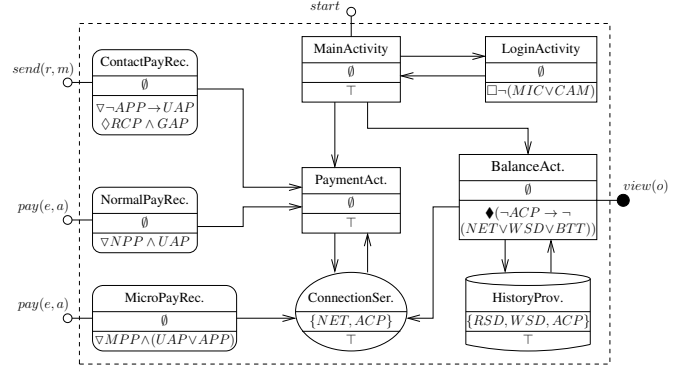 start
MainActivity
∅
⊤
LoginActivity
∅
□¬(MIC∨CAM)
send(r, m)
ContactPayRec.
∅
▽¬APP→UAP
◊RCP ∧ GAP
PaymentAct.
∅
⊤
BalanceAct.
∅
♦(¬ACP → ¬
(NET∨WSD∨BTT))
view(o)
pay(e, a)
NormalPayRec.
∅
▽NPP ∧ UAP
pay(e, a)
MicroPayRec.
∅
▽MPP∧(UAP∨APP)
ConnectionSer.
{NET, ACP}
⊤
HistoryProv.
{RSD, WSD, ACP}
⊤